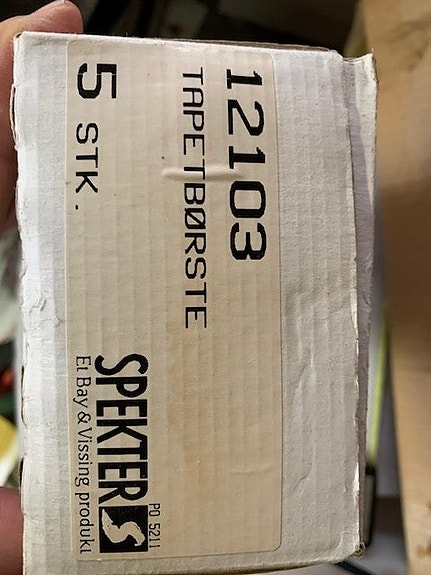 12103
TAPETBØRSTE
5 STK.
PO 5211
SPEKTER
Et Bay & Vissing produkt